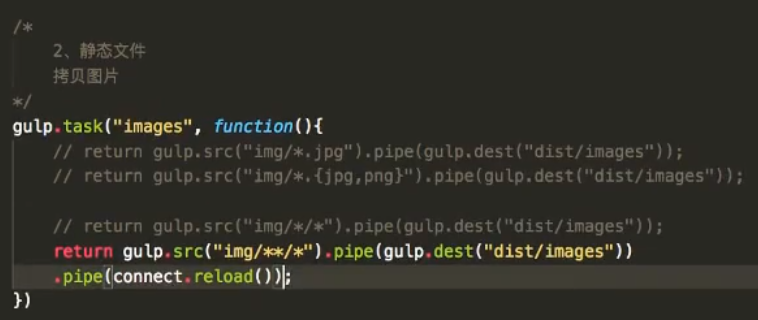 /*
2、静态文件
拷贝图片
*/
gulp.task("images", function(){
// return gulp.src("img/*.jpg").pipe(gulp.dest("dist/images"));
// return gulp.src("img/*.{jpg,png}").pipe(gulp.dest("dist/images"));
// return gulp.src("img/*/*").pipe(gulp.dest("dist/images"));
return gulp.src("img/**/*").pipe(gulp.dest("dist/images"))
.pipe(connect.reload());
})